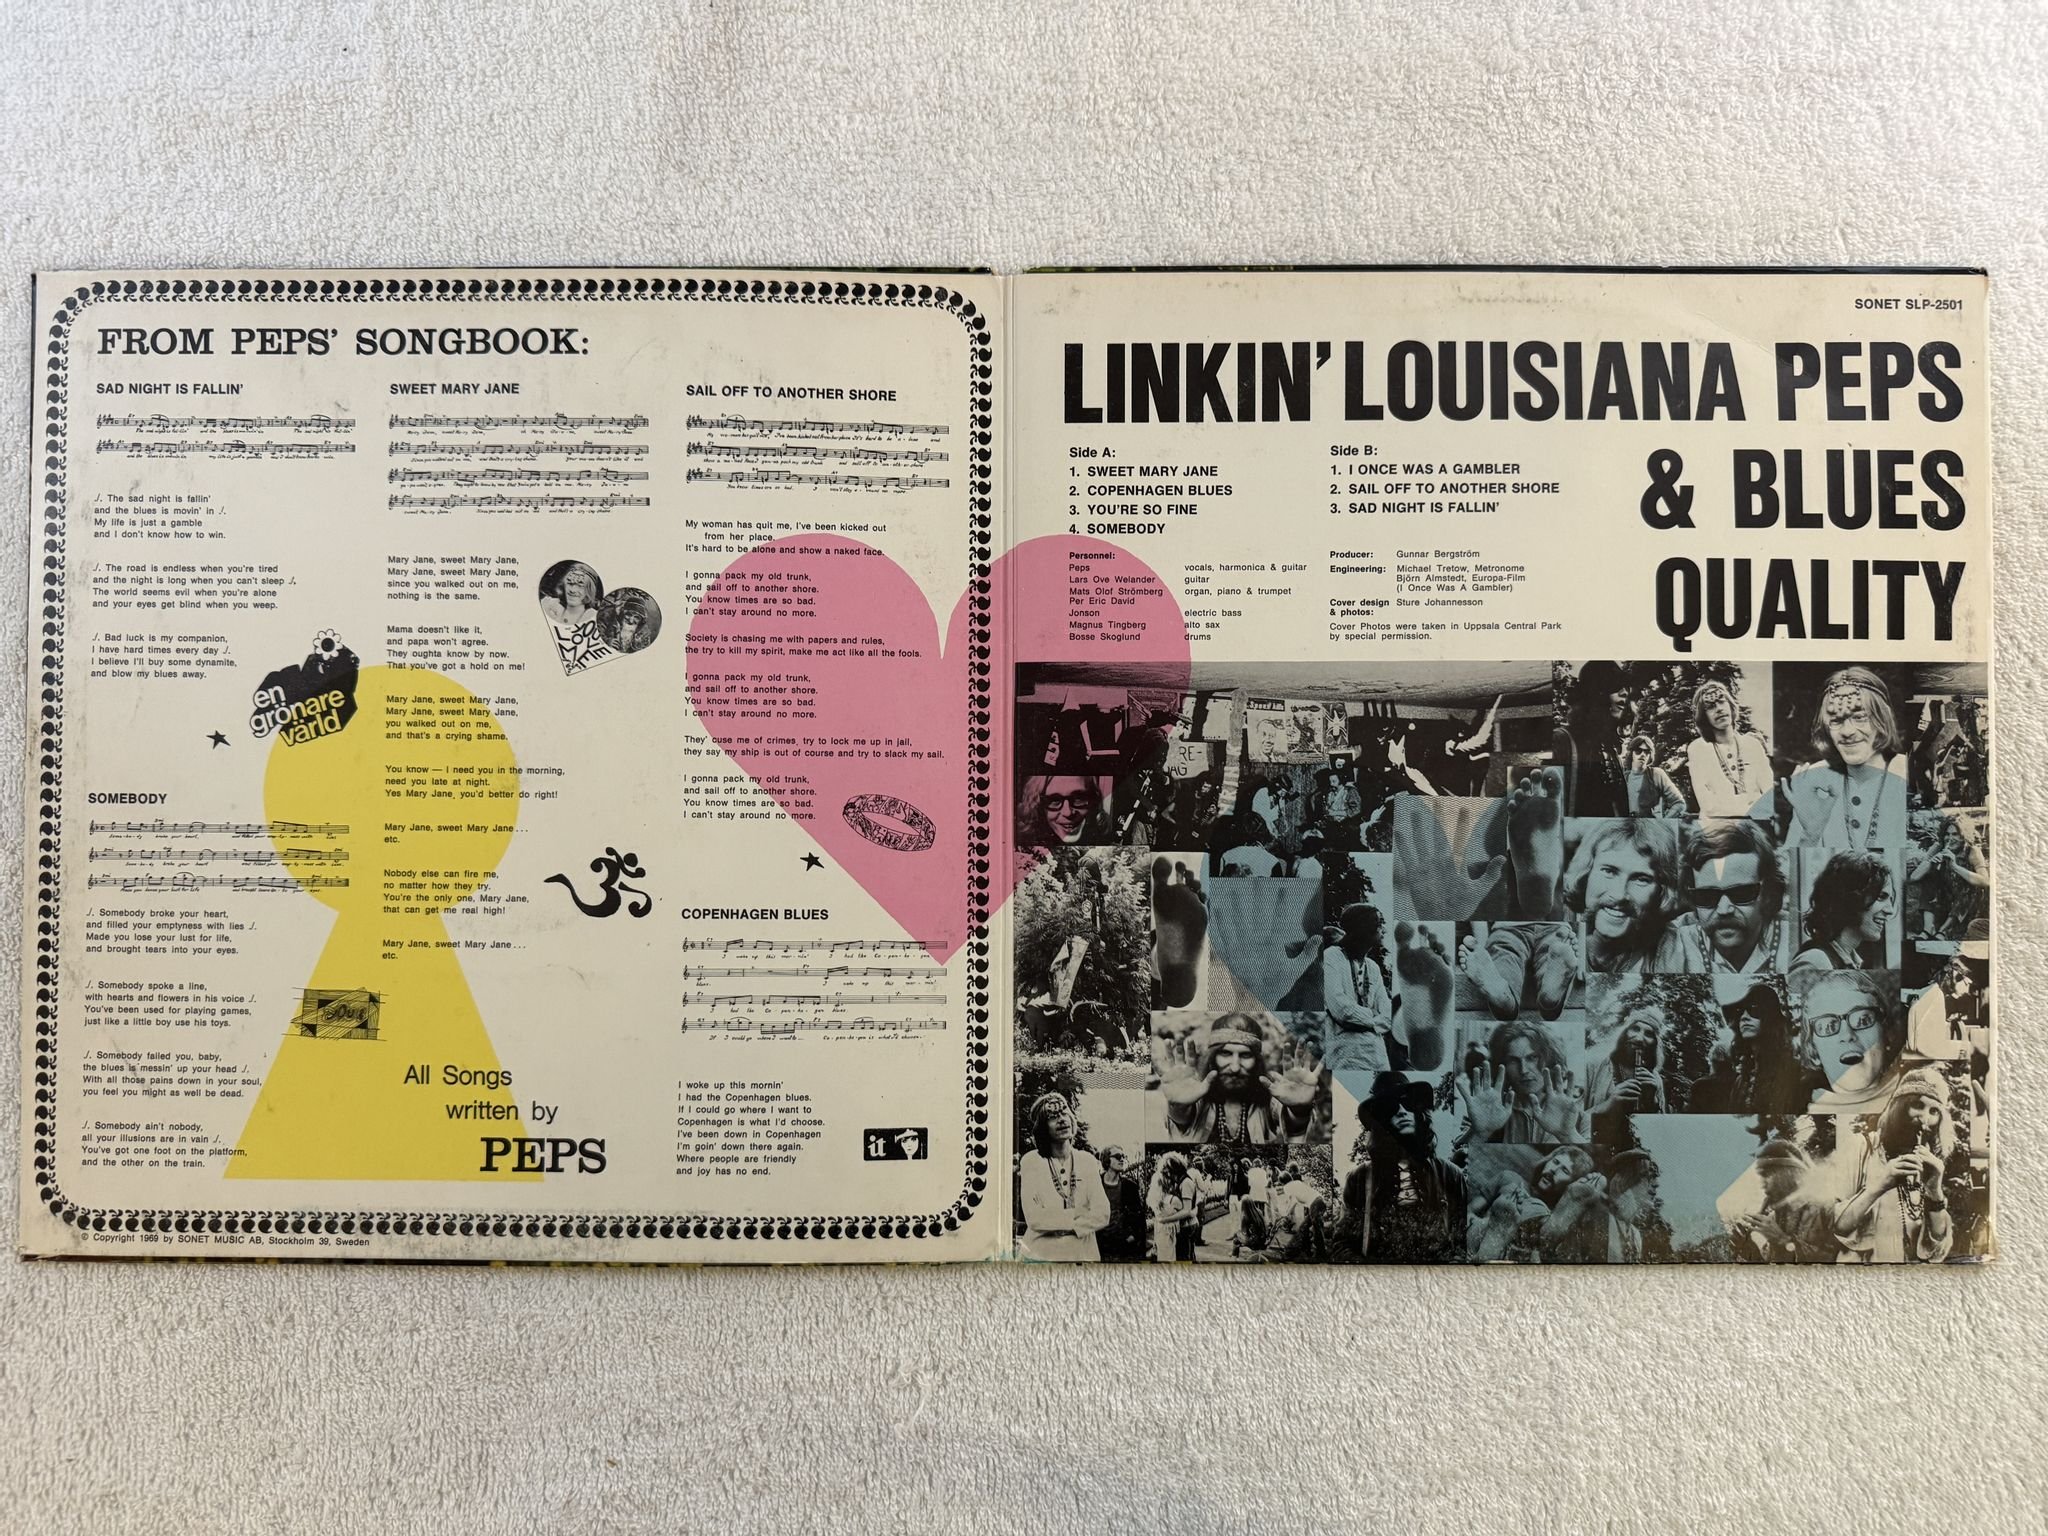 FROM PEPS' SONGBOOK:
SAD NIGHT IS FALLIN'
The sad night is fallin'
and the blues is movin' in
My life is just a gamble
and I don't know how to win.
The road is endless when you're tired
and the night is long when you can't sleep
The world seems evil when you're alone
and your eyes get blind when you weep.
Bad luck is my companion,
I have hard times every day
I believe I'll buy some dynamite,
and blow my blues away.
en
grönare
värld
SOMEBODY
Somebody broke your heart,
and filled your emptyness with lies
Made you lose your lust for life,
and brought tears into your eyes.
Somebody spoke a line,
with hearts and flowers in his voice
You've been used for playing games,
just like a little boy use his toys.
Somebody failed you, baby,
the blues is messin' up your head
With all those pains down in your soul,
you feel you might as well be dead.
Somebody ain't nobody,
all your illusions are in vain
You've got one foot on the platform,
and the other on the train.
SWEET MARY JANE
Mary Jane, sweet Mary Jane,
Mary Jane, sweet Mary Jane,
since you walked out on me,
nothing is the same.
Mama doesn't like it,
and papa won't agree.
They oughta know by now.
That you've got a hold on me!
Mary Jane, sweet Mary Jane,
Mary Jane, sweet Mary Jane,
you walked out on me,
and that's a crying shame.
You know — I need you in the morning,
need you late at night.
Yes Mary Jane, you'd better do right!
Mary Jane, sweet Mary Jane...
etc.
Nobody else can fire me,
no matter how they try.
You're the only one, Mary Jane,
that can get me real high!
Mary Jane, sweet Mary Jane...
etc.
YOU
LOVE
ME
ॐ
All Songs
written by
PEPS
SAIL OFF TO ANOTHER SHORE
My woman has quit me, I've been kicked out
from her place.
It's hard to be alone and show a naked face.
I gonna pack my old trunk,
and sail off to another shore.
You know times are so bad.
I can't stay around no more.
Society is chasing me with papers and rules,
the try to kill my spirit, make me act like all the fools.
I gonna pack my old trunk,
and sail off to another shore.
You know times are so bad.
I can't stay around no more.
They' cuse me of crimes, try to lock me up in jail,
they say my ship is out of course and try to slack my sail.
I gonna pack my old trunk,
and sail off to another shore.
You know times are so bad.
I can't stay around no more.
COPENHAGEN BLUES
I woke up this mornin'
I had the Copenhagen blues.
If I could go where I want to
Copenhagen is what I'd choose.
I've been down in Copenhagen
I'm goin' down there again.
Where people are friendly
and joy has no end.
it
© Copyright 1969 by SONET MUSIC AB, Stockholm 39, Sweden
SONET SLP-2501
LINKIN' LOUISIANA PEPS
& BLUES
QUALITY
Side A:
1. SWEET MARY JANE
2. COPENHAGEN BLUES
3. YOU'RE SO FINE
4. SOMEBODY
Side B:
1. I ONCE WAS A GAMBLER
2. SAIL OFF TO ANOTHER SHORE
3. SAD NIGHT IS FALLIN'
Personnel:
Peps vocals, harmonica & guitar
Lars Ove Welander guitar
Mats Olof Strömberg organ, piano & trumpet
Per Eric David
Jonson electric bass
Magnus Tingberg alto sax
Bosse Skoglund drums
Producer: Gunnar Bergström
Engineering: Michael Tretow, Metronome
Björn Almstedt, Europa-Film
(I Once Was A Gambler)
Cover design Sture Johannesson
& photos:
Cover Photos were taken in Uppsala Central Park
by special permission.